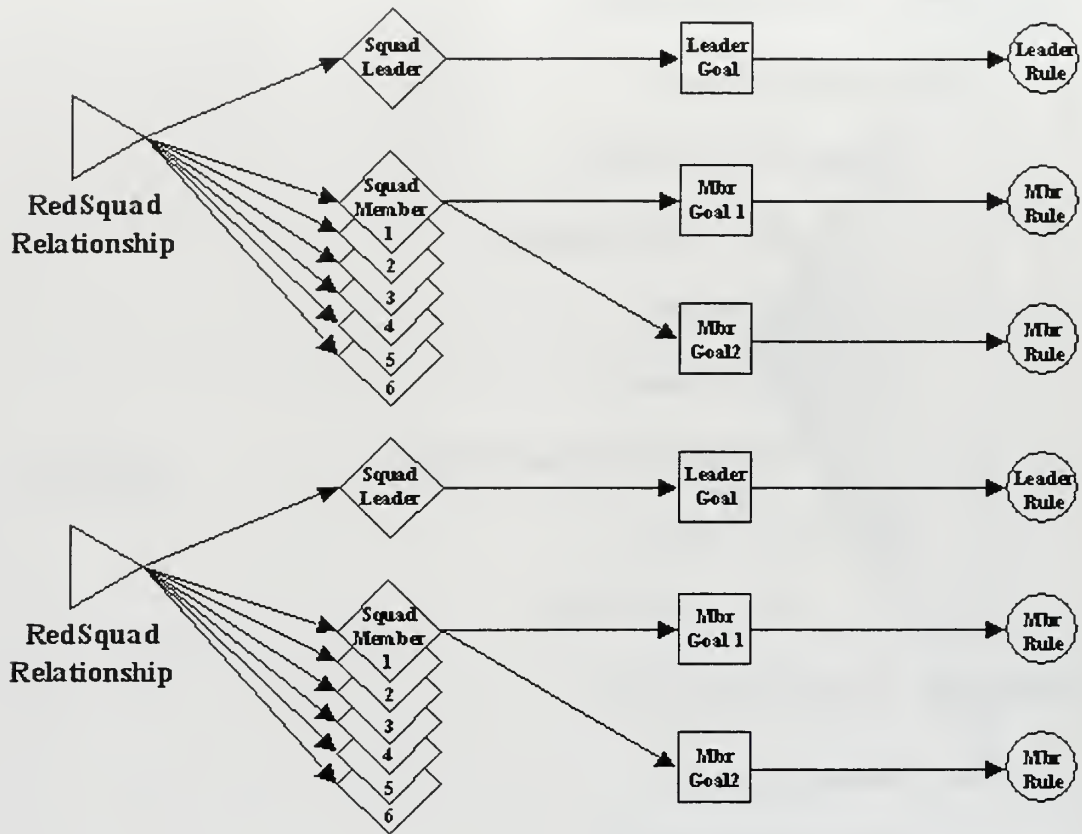 Squad
Leader
Leader
Goal
Leader
Rule
RedSquad
Relationship
Squad
Member
1
2
3
4
5
6
Mbr
Goal 1
Mbr
Rule
Mbr
Goal2
Mbr
Rule
Squad
Leader
Leader
Goal
Leader
Rule
RedSquad
Relationship
Squad
Member
1
2
3
4
5
6
Mbr
Goal 1
Mbr
Rule
Mbr
Goal2
Mbr
Rule